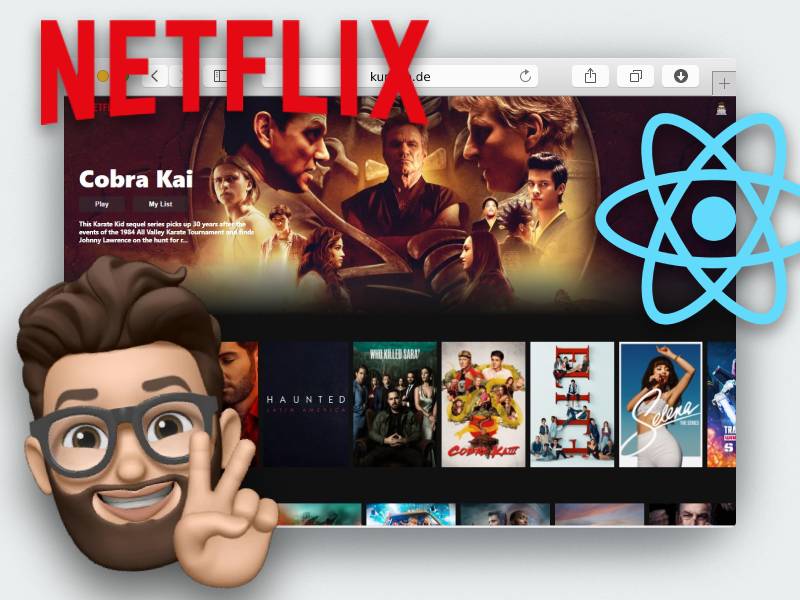 NETFLIX
Cobra Kai
Play
My List
This Karate Kid sequel series picks up 30 years after the
events of the 1984 All Valley Karate Tournament and finds
Johnny Lawrence on the hunt for r...
HAUNTED
LATIN AMERICA
WHO KILLED SARA?
COBRA KAI
ELITE
Selena
THE SERIES